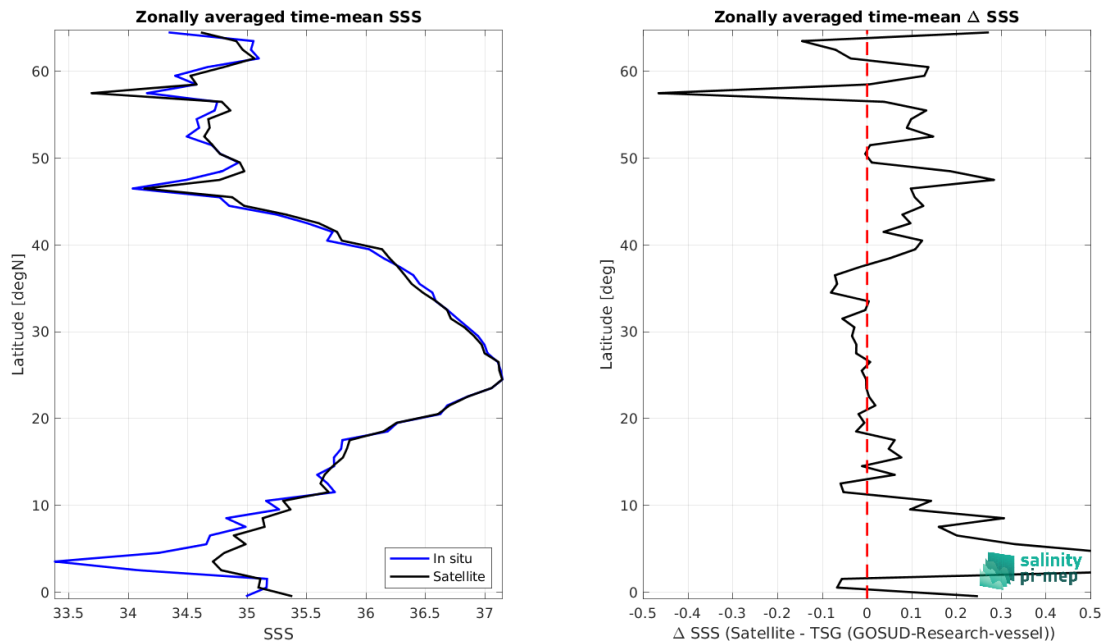 Zonally averaged time-mean SSS
Latitude [degN]
60
50
40
30
20
10
0
33.5 34 34.5 35 35.5 36 36.5 37
SSS
In situ
Satellite
Zonally averaged time-mean Δ SSS
Latitude [deg]
60
50
40
30
20
10
0
-0.5 -0.4 -0.3 -0.2 -0.1 0 0.1 0.2 0.3 0.4 0.5
Δ SSS (Satellite - TSG (GOSUD-Research-vessel))
salinity
pi-mep